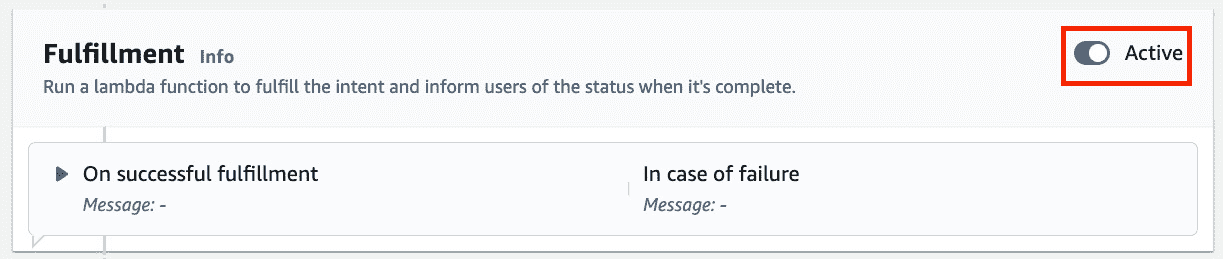 Fulfillment Info
Active
Run a lambda function to fulfill the intent and inform users of the status when it's complete.
On successful fulfillment
Message: -
In case of failure
Message: -